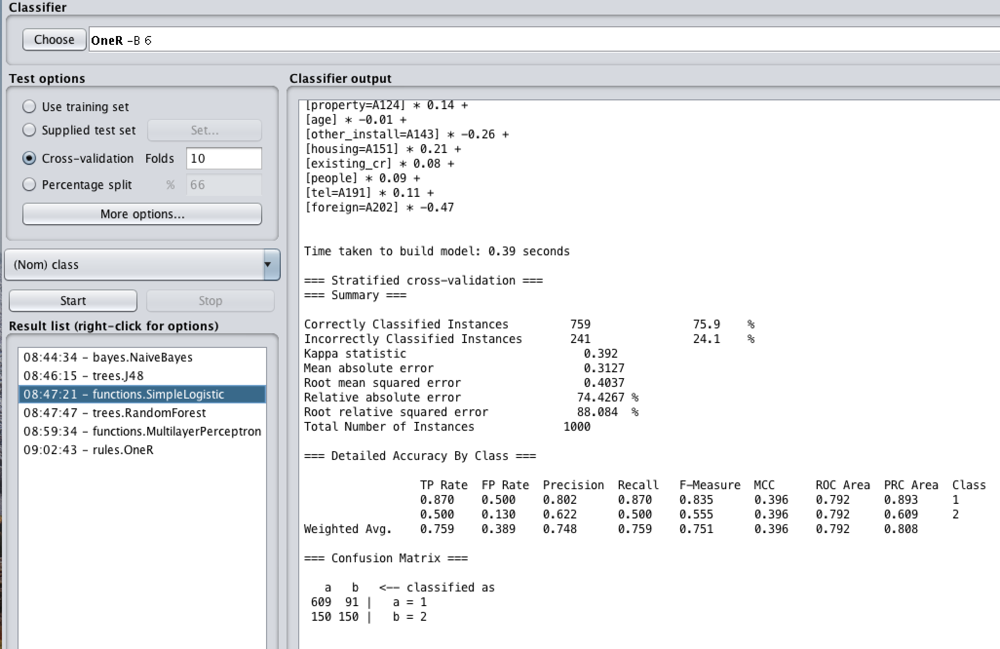 Classifier
Choose OneR -B 6
Test options
Use training set
Supplied test set Set...
Cross-validation Folds 10
Percentage split % 66
More options...
(Nom) class
Start Stop
Result list (right-click for options)
08:44:34 - bayes.NaiveBayes
08:46:15 - trees.J48
08:47:21 - functions.SimpleLogistic
08:47:47 - trees.RandomForest
08:59:34 - functions.MultilayerPerceptron
09:02:43 - rules.OneR
Classifier output
[property=A124] * 0.14 +
[age] * -0.01 +
[other_install=A143] * -0.26 +
[housing=A151] * 0.21 +
[existing_cr] * 0.08 +
[people] * 0.09 +
[tel=A191] * 0.11 +
[foreign=A202] * -0.47
Time taken to build model: 0.39 seconds
=== Stratified cross-validation ===
=== Summary ===
Correctly Classified Instances 759 75.9 %
Incorrectly Classified Instances 241 24.1 %
Kappa statistic 0.392
Mean absolute error 0.3127
Root mean squared error 0.4037
Relative absolute error 74.4267 %
Root relative squared error 88.084 %
Total Number of Instances 1000
=== Detailed Accuracy By Class ===
TP Rate FP Rate Precision Recall F-Measure MCC ROC Area PRC Area Class
0.870 0.500 0.802 0.870 0.835 0.396 0.792 0.893 1
0.500 0.130 0.622 0.500 0.555 0.396 0.792 0.609 2
Weighted Avg. 0.759 0.389 0.748 0.759 0.751 0.396 0.792 0.808
=== Confusion Matrix ===
a b <-- classified as
609 91 | a = 1
150 150 | b = 2